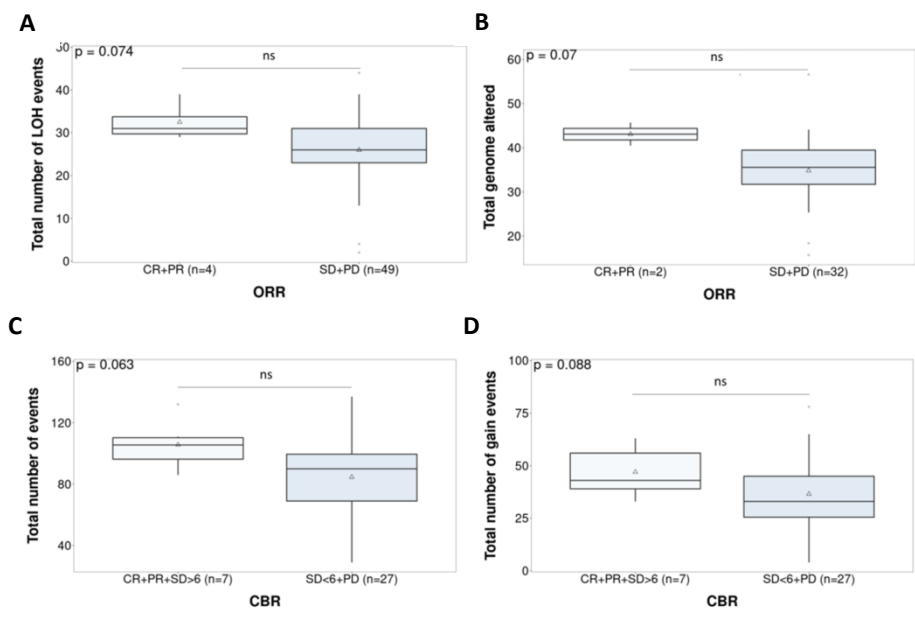 A
p = 0.074
ns
50
40
30
20
10
0
Total number of LOH events
CR+PR (n=4) SD+PD (n=49)
ORR
B
p = 0.07
ns
60
50
40
30
20
Total genome altered
CR+PR (n=2) SD+PD (n=32)
ORR
C
p = 0.063
ns
160
120
80
40
Total number of events
CR+PR+SD>6 (n=7) SD<6+PD (n=27)
CBR
D
p = 0.088
ns
100
75
50
25
0
Total number of gain events
CR+PR+SD>6 (n=7) SD<6+PD (n=27)
CBR